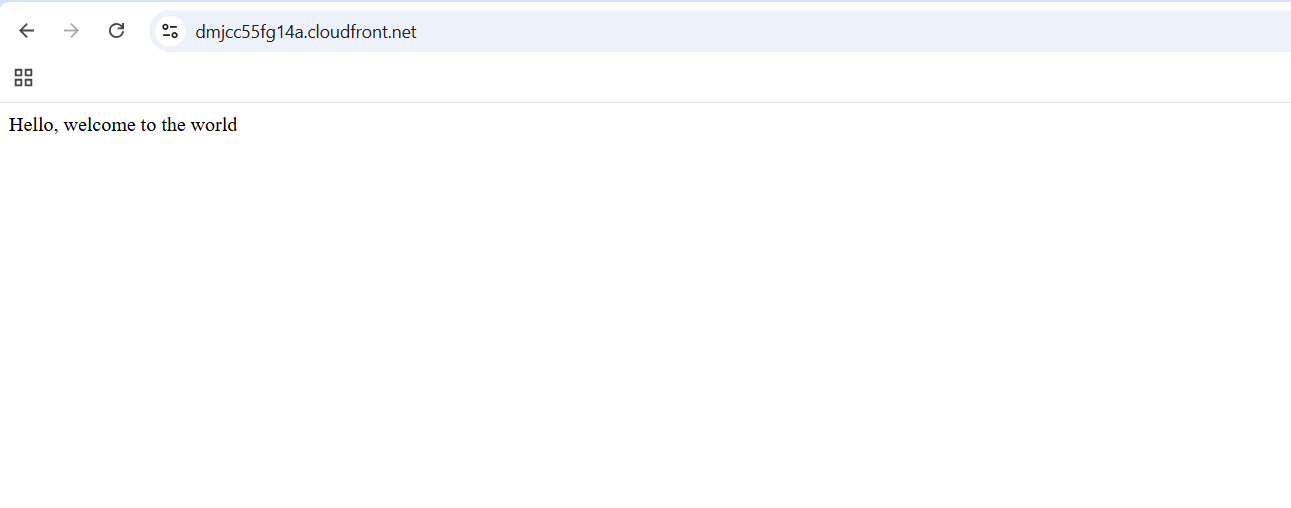 dmjcc55fg14a.cloudfront.net
Hello, welcome to the world